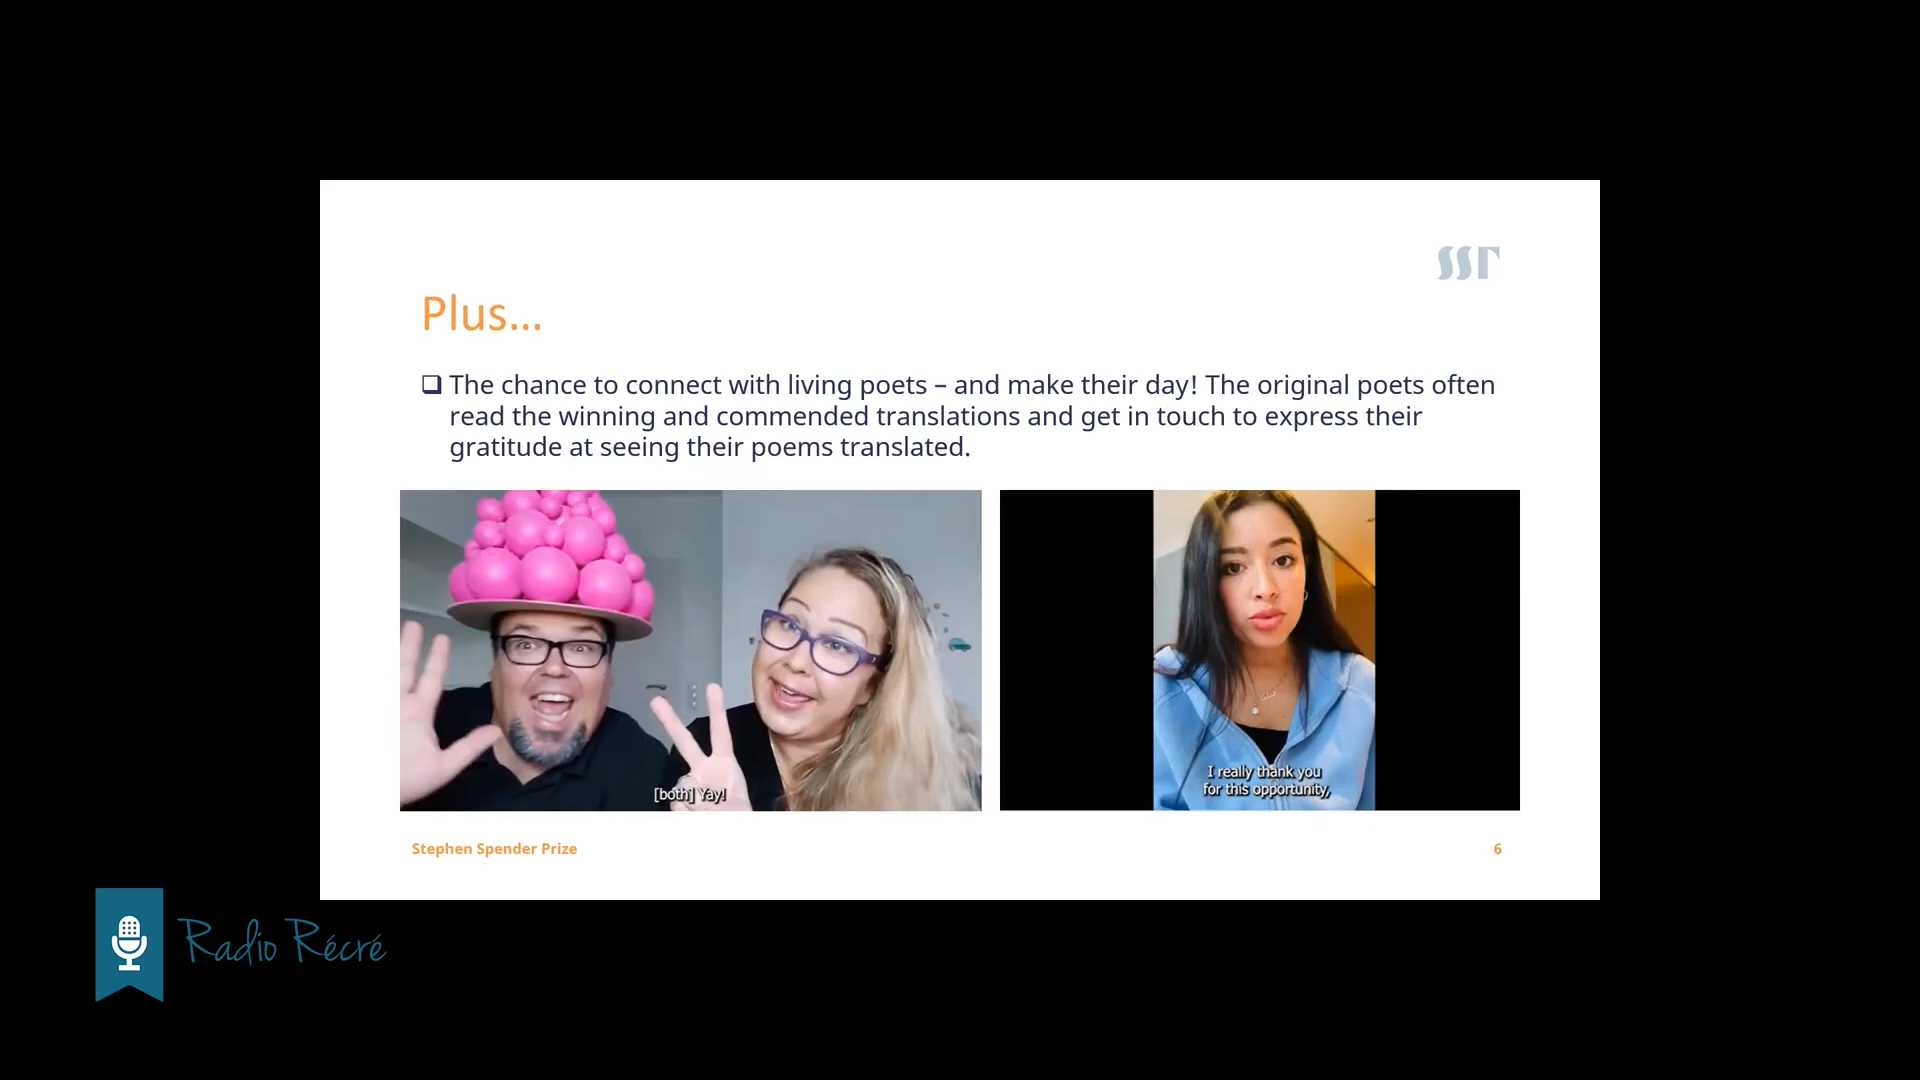 SST
Plus...
The chance to connect with living poets – and make their day! The original poets often
read the winning and commended translations and get in touch to express their
gratitude at seeing their poems translated.
[both] Yay!
I really thank you
for this opportunity,
Stephen Spender Prize
6
Radio Récré